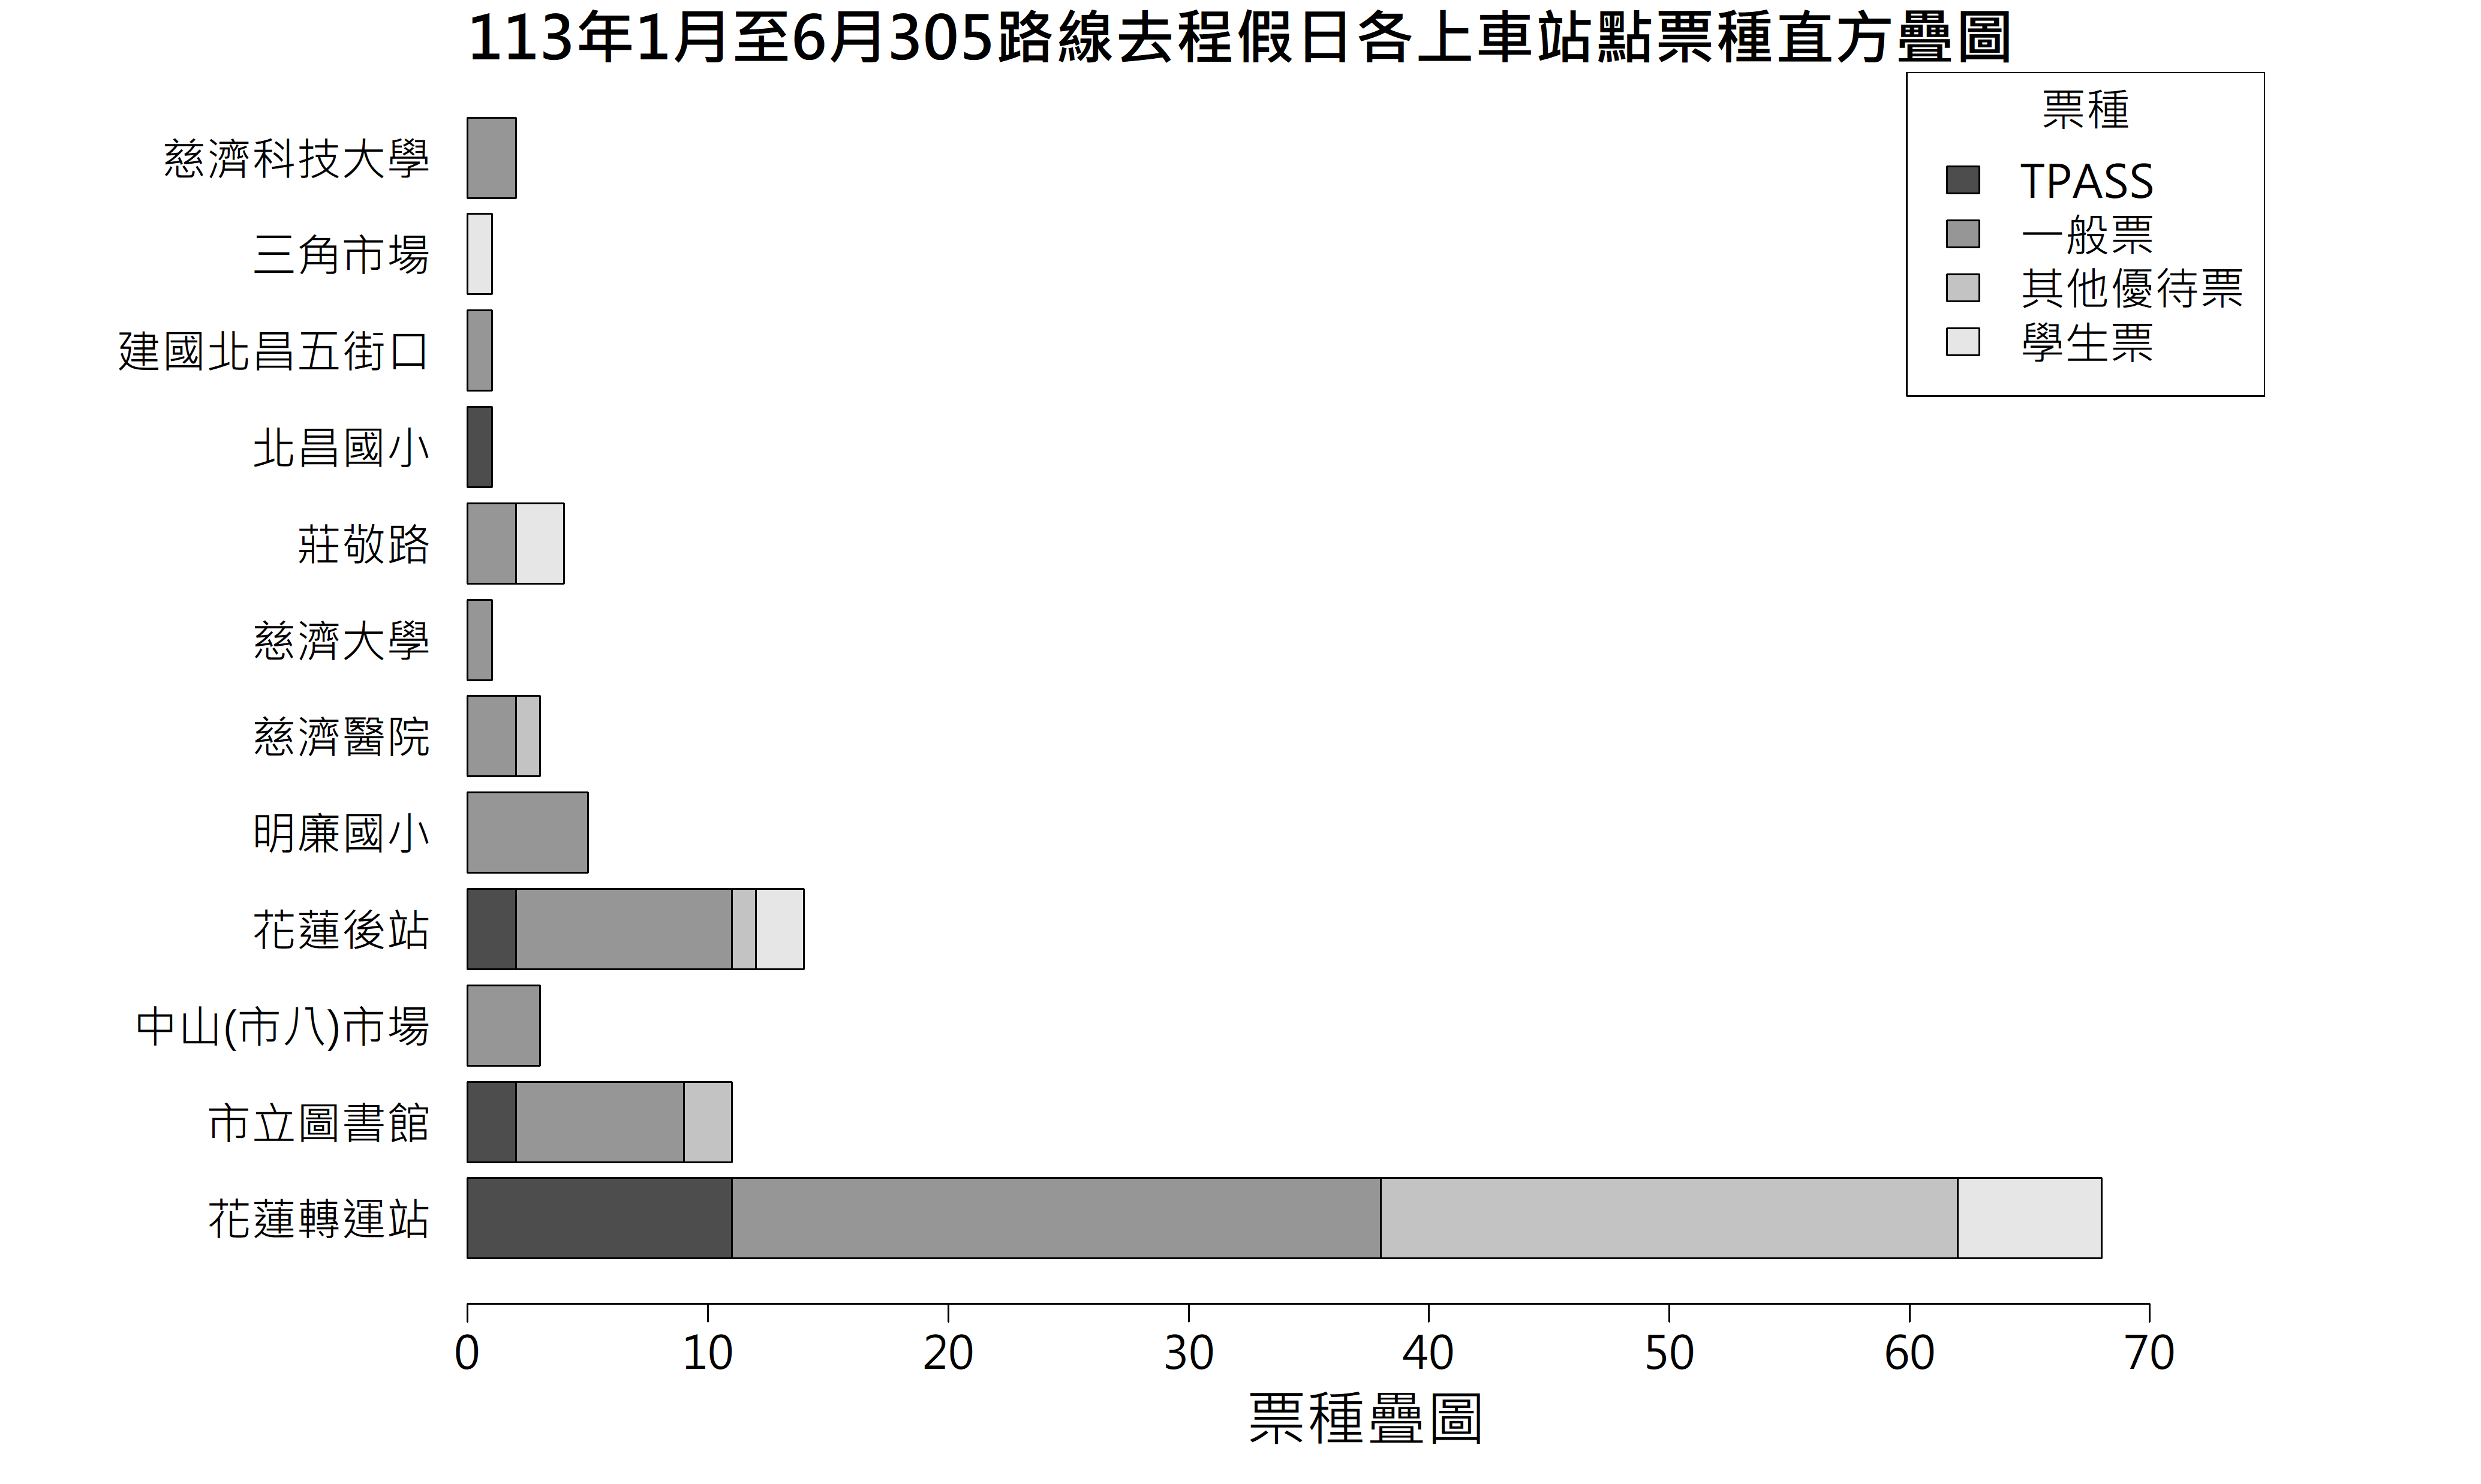 113年1月至6月305路線去程假日各上車站點票種直方疊圖
票種
TPASS
一般票
其他優待票
學生票
慈濟科技大學
三角市場
建國北昌五街口
北昌國小
莊敬路
慈濟大學
慈濟醫院
明廉國小
花蓮後站
中山(市八)市場
市立圖書館
花蓮轉運站
0 10 20 30 40 50 60 70
票種疊圖